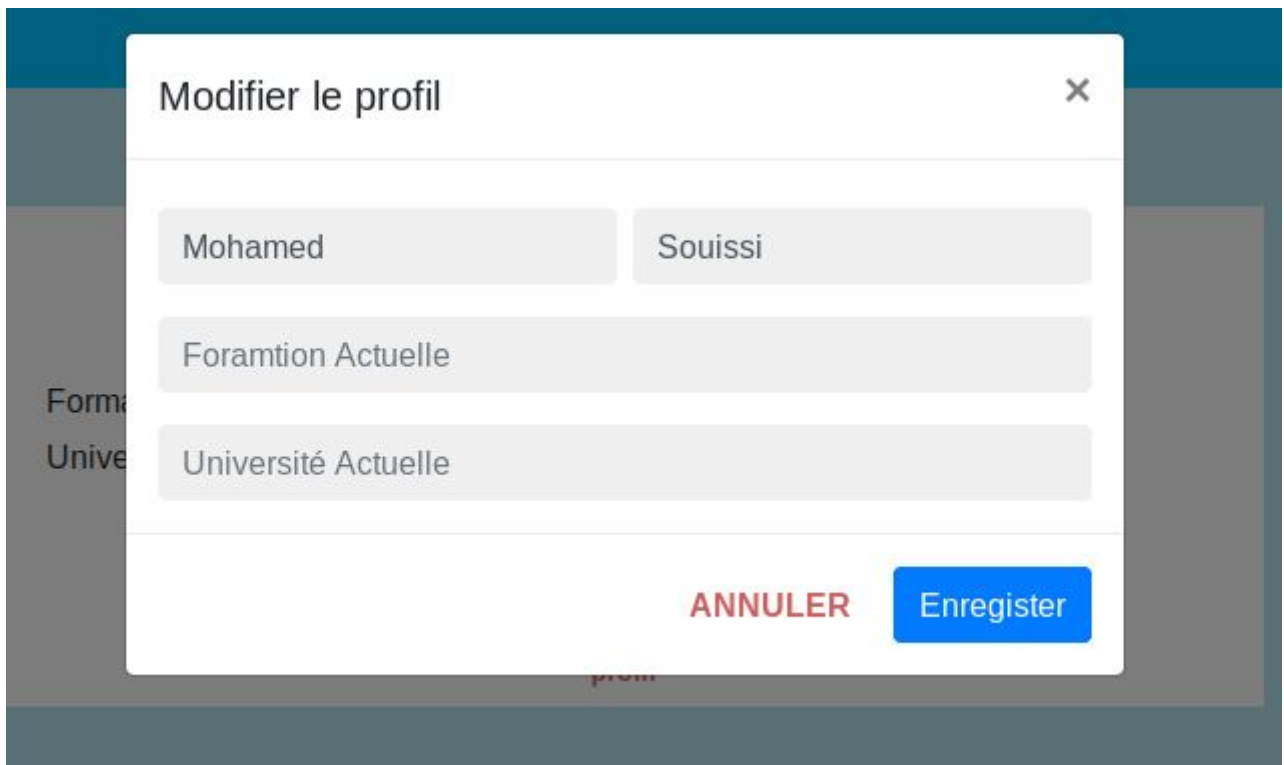 Modifier le profil ×
Mohamed Souissi
Foramtion Actuelle
Université Actuelle
ANNULER Enregister